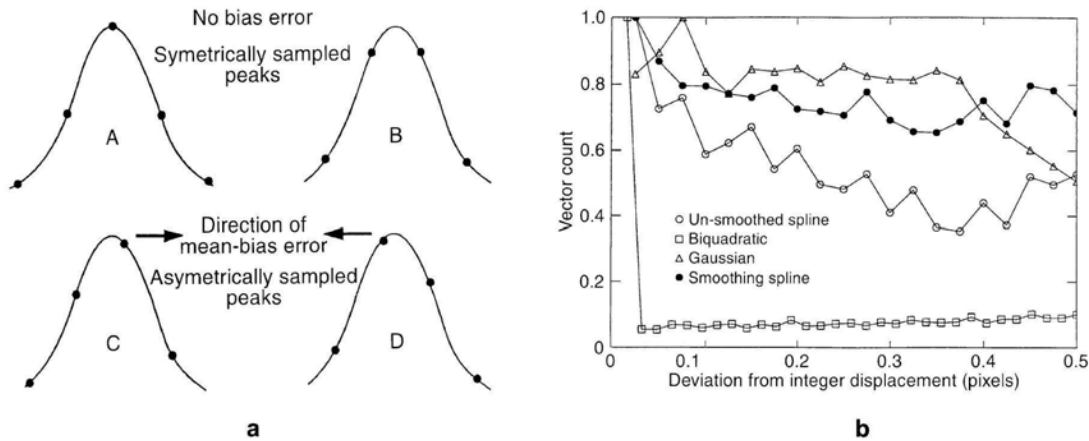 No bias error
Symetrically sampled
peaks
A
B
Direction of
mean-bias error
Asymetrically sampled
peaks
C
D
a
Vector count
1.0
0.8
0.6
0.4
0.2
0
Un-smoothed spline
Biquadratic
Gaussian
Smoothing spline
0.1
0.2
0.3
0.4
0.5
Deviation from integer displacement (pixels)
b